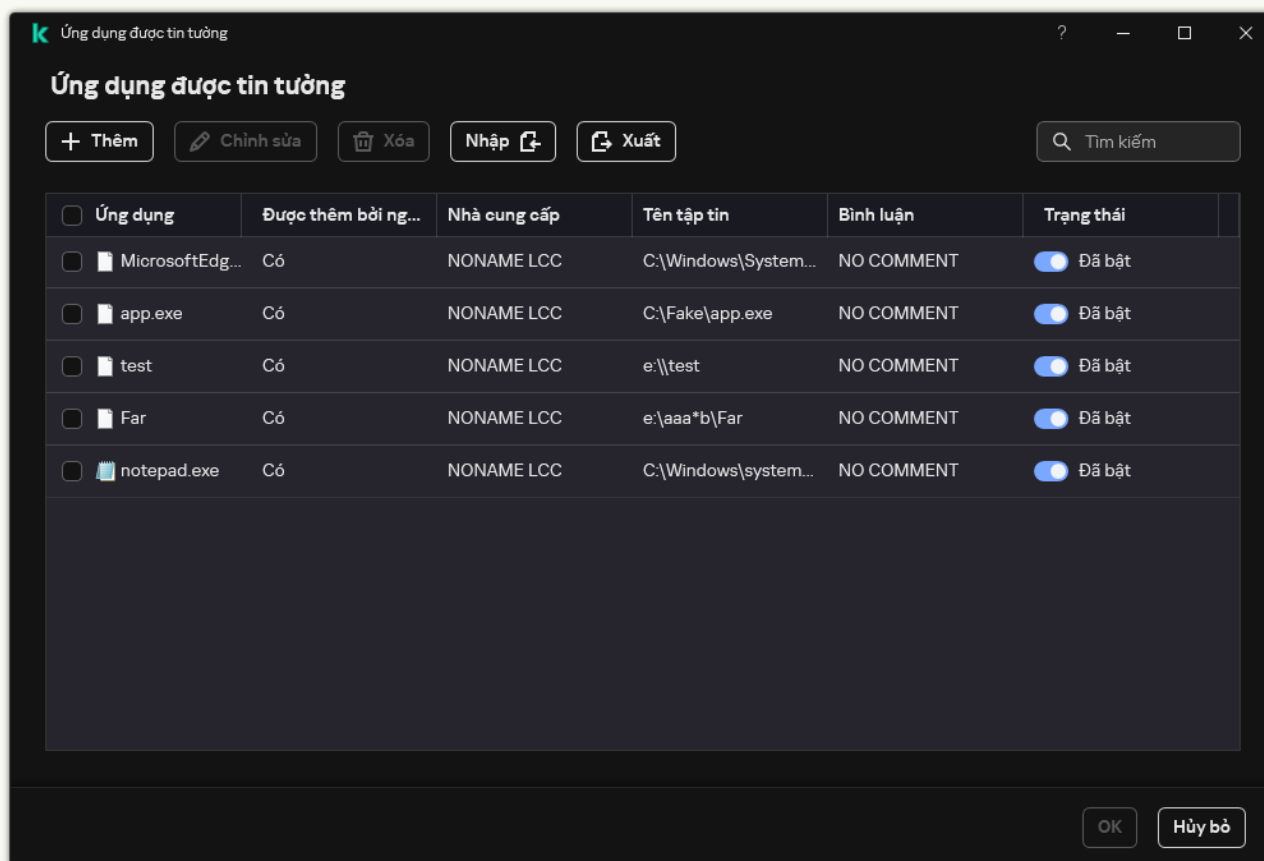 Ứng dụng được tin tưởng
Ứng dụng được tin tưởng
Thêm Chỉnh sửa Xóa Nhập Xuất Tìm kiếm
Ứng dụng Được thêm bởi ng... Nhà cung cấp Tên tập tin Bình luận Trạng thái
MicrosoftEdg... Có NONAME LCC C:\Windows\System... NO COMMENT Đã bật
app.exe Có NONAME LCC C:\Fake\app.exe NO COMMENT Đã bật
test Có NONAME LCC e:\\test NO COMMENT Đã bật
Far Có NONAME LCC e:\aaa*b\Far NO COMMENT Đã bật
notepad.exe Có NONAME LCC C:\Windows\system... NO COMMENT Đã bật
OK Hủy bỏ